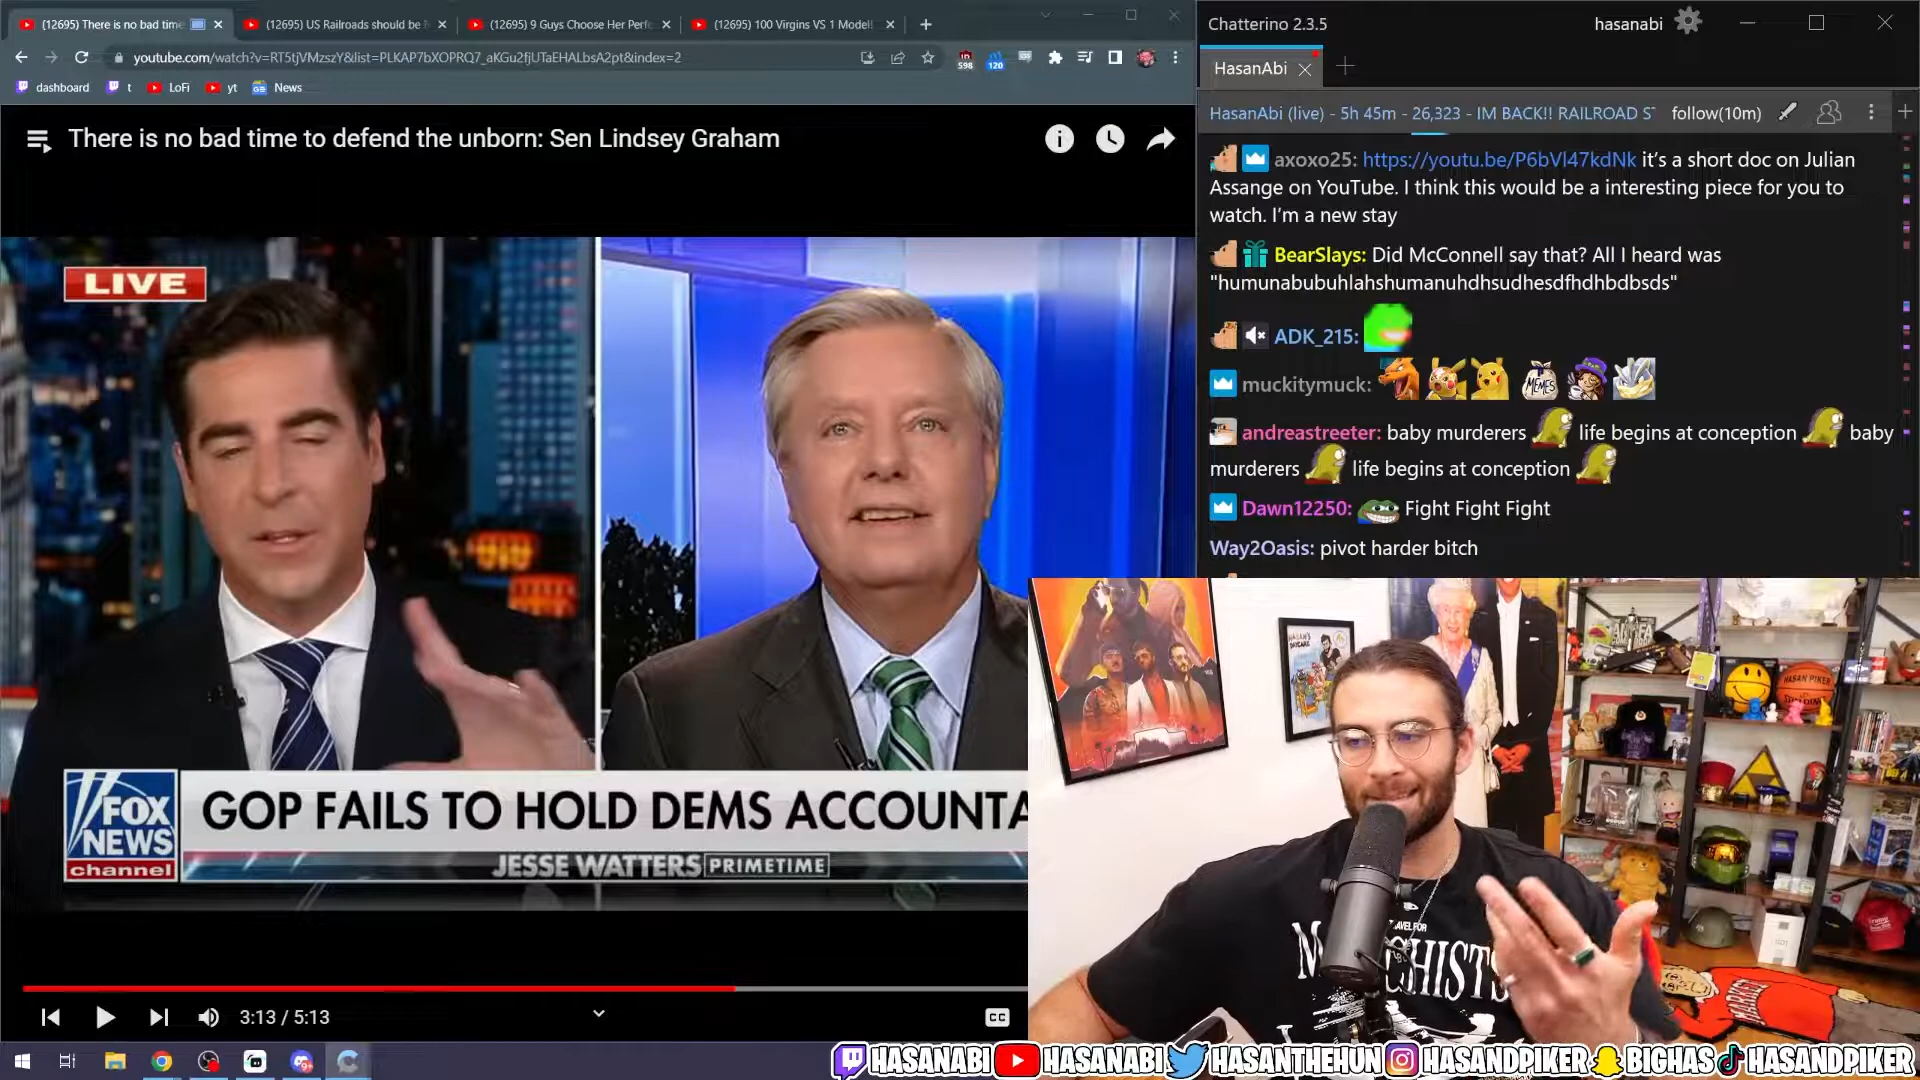 (12695) There is no bad time
(12695) US Railroads should be
(12695) 9 Guys Choose Her Perf
(12695) 100 Virgins VS 1 Model
youtube.com/watch?v=RT5tjVMzszY&list=PLKAP7bXOPRQ7_aKGu2fjUTaEHALbsA2pt&index=2
598
120
dashboard
t
LoFi
yt
News
There is no bad time to defend the unborn: Sen Lindsey Graham
LIVE
FOX
NEWS
channel
GOP FAILS TO HOLD DEMS ACCOUNTA
JESSE WATTERS PRIMETIME
3:13 / 5:13
CC
Chatterino 2.3.5
hasanabi
HasanAbi
HasanAbi (live) - 5h 45m - 26,323 - IM BACK!! RAILROAD ST
follow(10m)
axoxo25: https://youtu.be/P6bVl47kdNk it's a short doc on Julian
Assange on YouTube. I think this would be a interesting piece for you to
watch. I'm a new stay
BearSlays: Did McConnell say that? All I heard was
"humunabubuhlahshumanuhdhsudhesdfhdhbdbsds"
ADK_215:
muckitymuck:
MEMES
andreastreeter: baby murderers life begins at conception baby
murderers life begins at conception
Dawn12250: Fight Fight Fight
Way2Oasis: pivot harder bitch
HASAN PIKER
HASANABI
HASANABI
HASANTHEHUN
HASANDPIKER
BIGHAS
HASANDPIKER